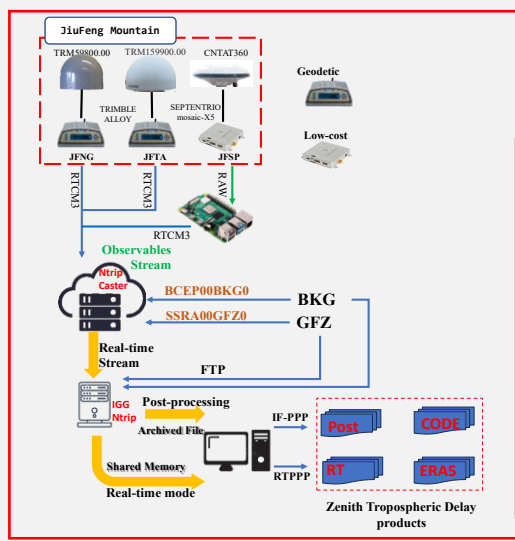 JiuFeng Mountain
TRM59800.00
TRM159900.00
CNTAT360
TRIMBLE
ALLOY
SEPTENTRIO
mosaic-X5
JFNG
JFTA
JFSP
Geodetic
Low-cost
RTCM3
RTCM3
RAW
RTCM3
Observables
Stream
Ntrip
Caster
BCEP00BKG0
BKG
SSRA00GFZ0
GFZ
Real-time
Stream
FTP
IGG
Ntrip
Post-processing
Archived File
Shared Memory
Real-time mode
IF-PPP
RTPPP
Post
CODE
RT
ERA5
Zenith Tropospheric Delay
products